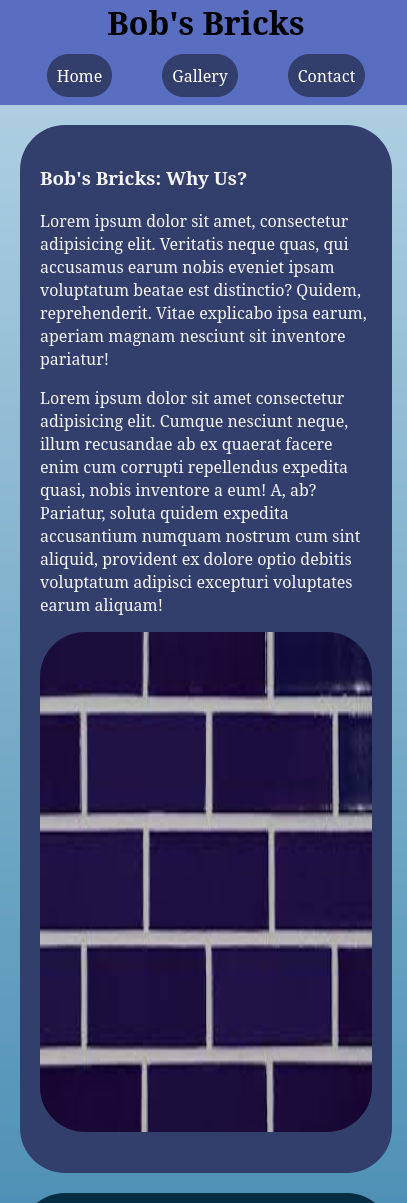 Bob's Bricks
Home Gallery Contact
Bob's Bricks: Why Us?
Lorem ipsum dolor sit amet, consectetur
adipisicing elit. Veritatis neque quas, qui
accusamus earum nobis eveniet ipsam
voluptatum beatae est distinctio? Quidem,
reprehenderit. Vitae explicabo ipsa earum,
aperiam magnam nesciunt sit inventore
pariatur!
Lorem ipsum dolor sit amet consectetur
adipisicing elit. Cumque nesciunt neque,
illum recusandae ab ex quaerat facere
enim cum corrupti repellendus expedita
quasi, nobis inventore a eum! A, ab?
Pariatur, soluta quidem expedita
accusantium numquam nostrum cum sint
aliquid, provident ex dolore optio debitis
voluptatum adipisci excepturi voluptates
earum aliquam!